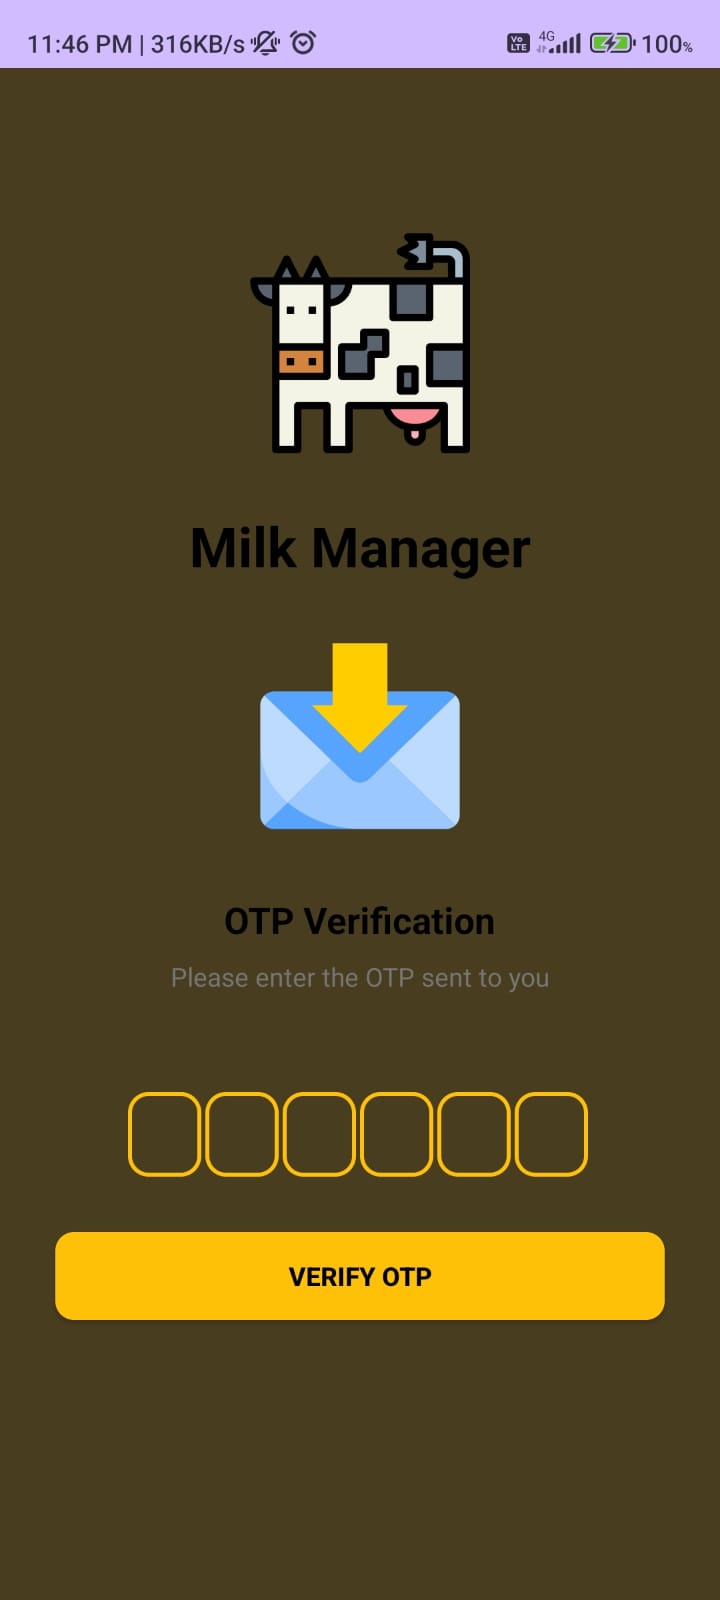 11:46 PM | 316KB/s Vo LTE 4G 100%
Milk Manager
OTP Verification
Please enter the OTP sent to you
VERIFY OTP